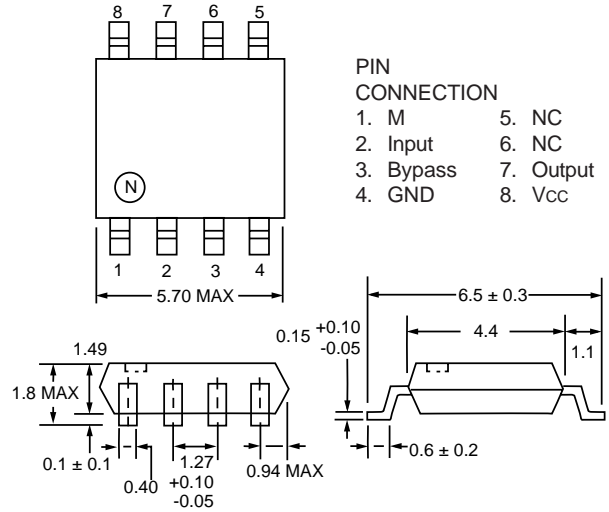 8 7 6 5
PIN
CONNECTION
1. M 5. NC
2. Input 6. NC
3. Bypass 7. Output
4. GND 8. VCC
N
1 2 3 4
5.70 MAX
6.5 ± 0.3
0.15 +0.10
-0.05
4.4
1.1
1.49
1.8 MAX
0.1 ± 0.1
0.40
1.27
+0.10
-0.05
0.94 MAX
0.6 ± 0.2